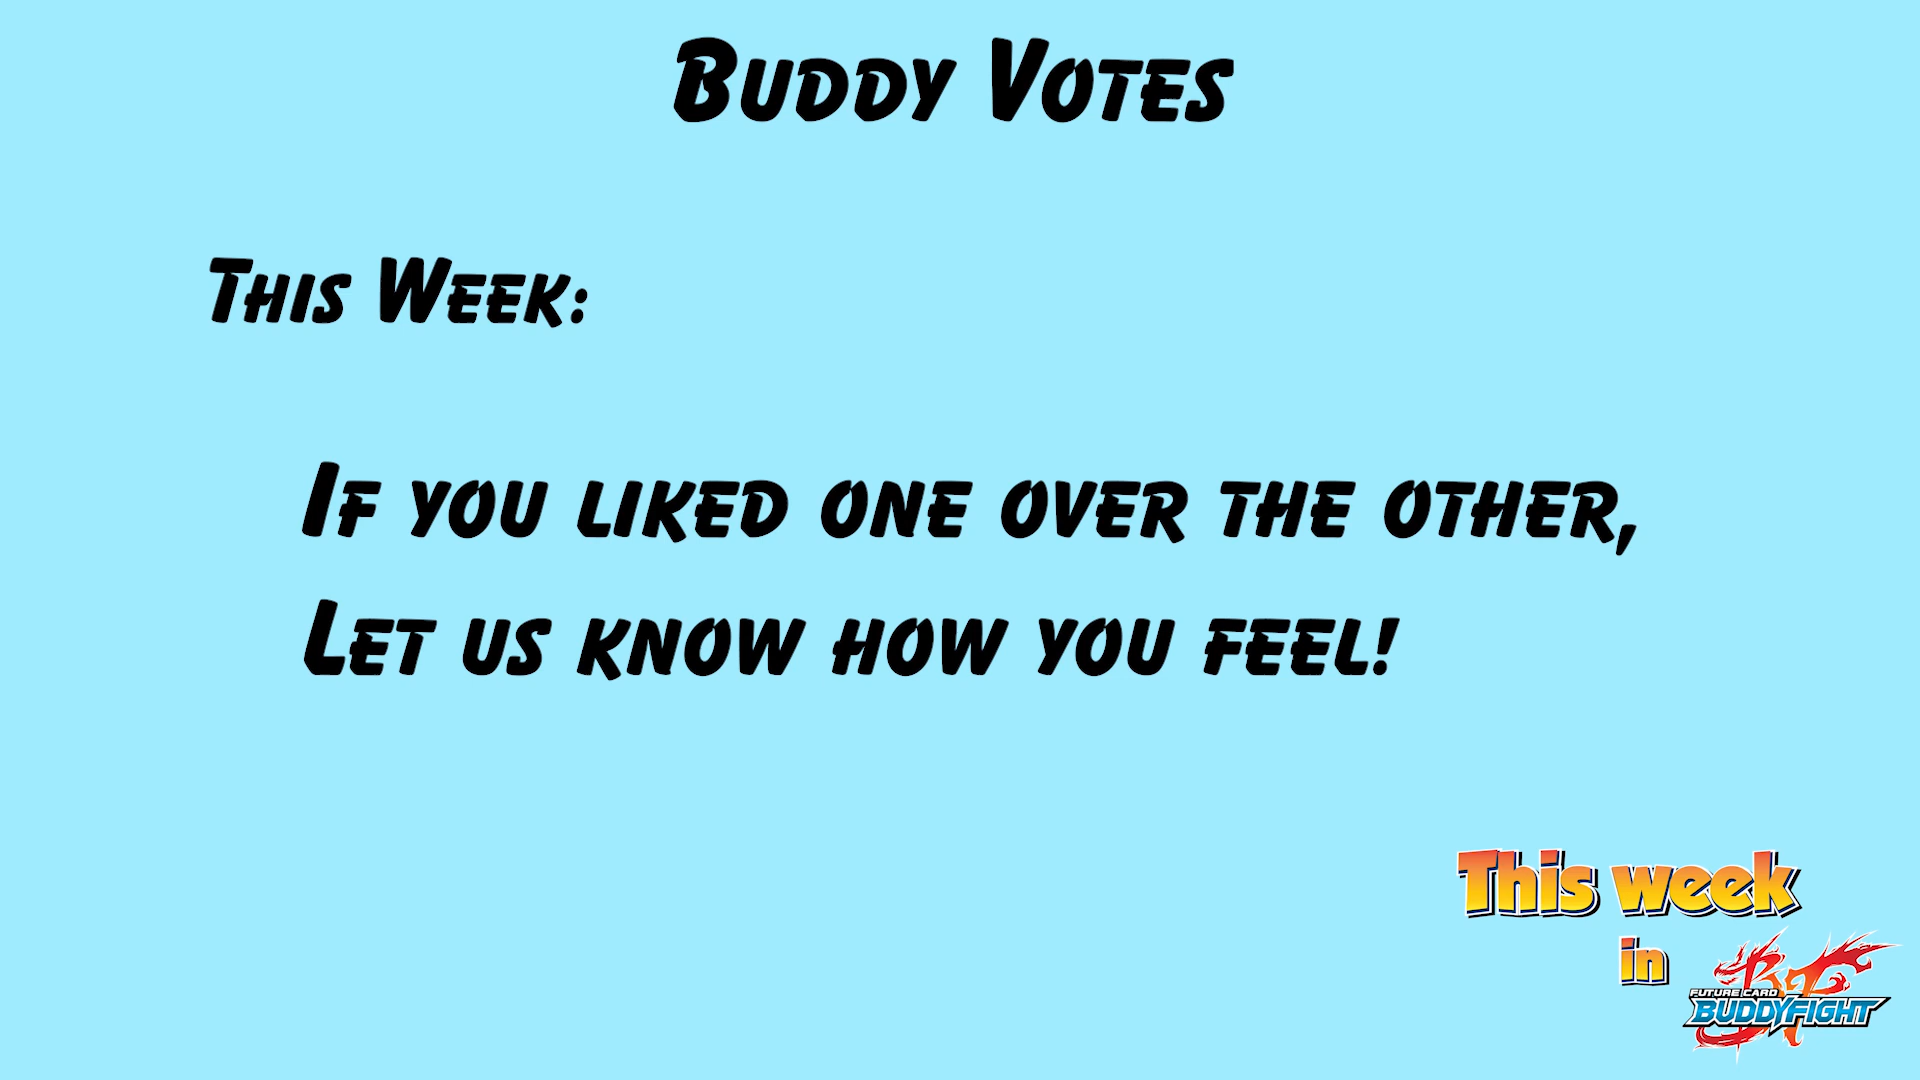 Buddy Votes
This Week:
If you liked one over the other,
Let us know how you feel!
This week
in
FUTURE CARD
BUDDYFIGHT